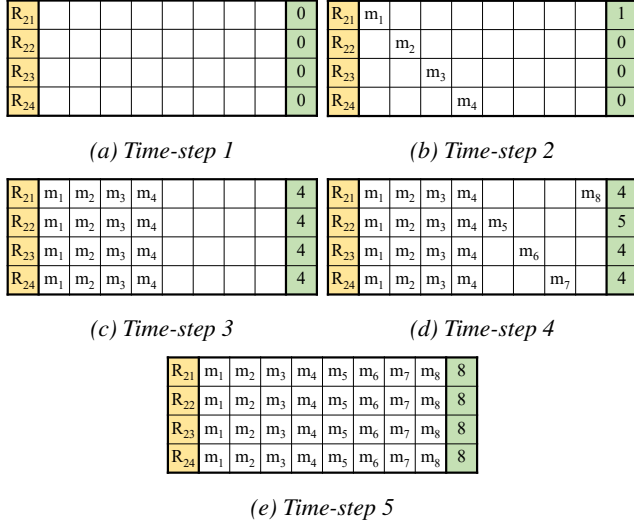 R21 0
R22 0
R23 0
R24 0
(a) Time-step 1
R21 m1 1
R22 m2 0
R23 m3 0
R24 m4 0
(b) Time-step 2
R21 m1 m2 m3 m4 4
R22 m1 m2 m3 m4 4
R23 m1 m2 m3 m4 4
R24 m1 m2 m3 m4 4
(c) Time-step 3
R21 m1 m2 m3 m4 m8 4
R22 m1 m2 m3 m4 m5 5
R23 m1 m2 m3 m4 m6 4
R24 m1 m2 m3 m4 m7 4
(d) Time-step 4
R21 m1 m2 m3 m4 m5 m6 m7 m8 8
R22 m1 m2 m3 m4 m5 m6 m7 m8 8
R23 m1 m2 m3 m4 m5 m6 m7 m8 8
R24 m1 m2 m3 m4 m5 m6 m7 m8 8
(e) Time-step 5